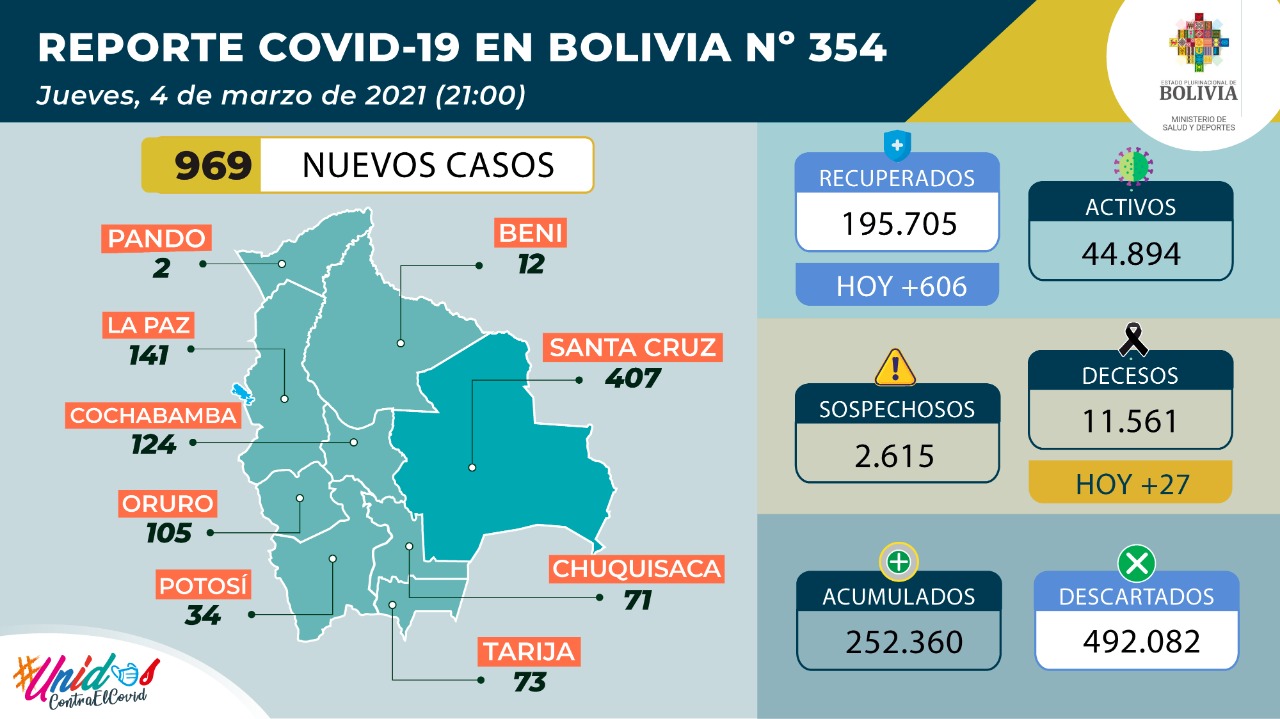 REPORTE COVID-19 EN BOLIVIA Nº 354
Jueves, 4 de marzo de 2021 (21:00)
ESTADO PLURINACIONAL DE
BOLIVIA
MINISTERIO DE
SALUD Y DEPORTES
969 NUEVOS CASOS
PANDO
2
BENI
12
LA PAZ
141
SANTA CRUZ
407
COCHABAMBA
124
ORURO
105
CHUQUISACA
71
POTOSÍ
34
TARIJA
73
RECUPERADOS
195.705
HOY +606
ACTIVOS
44.894
SOSPECHOSOS
2.615
DECESOS
11.561
HOY +27
ACUMULADOS
252.360
DESCARTADOS
492.082
#Unidos
ContraElCovid